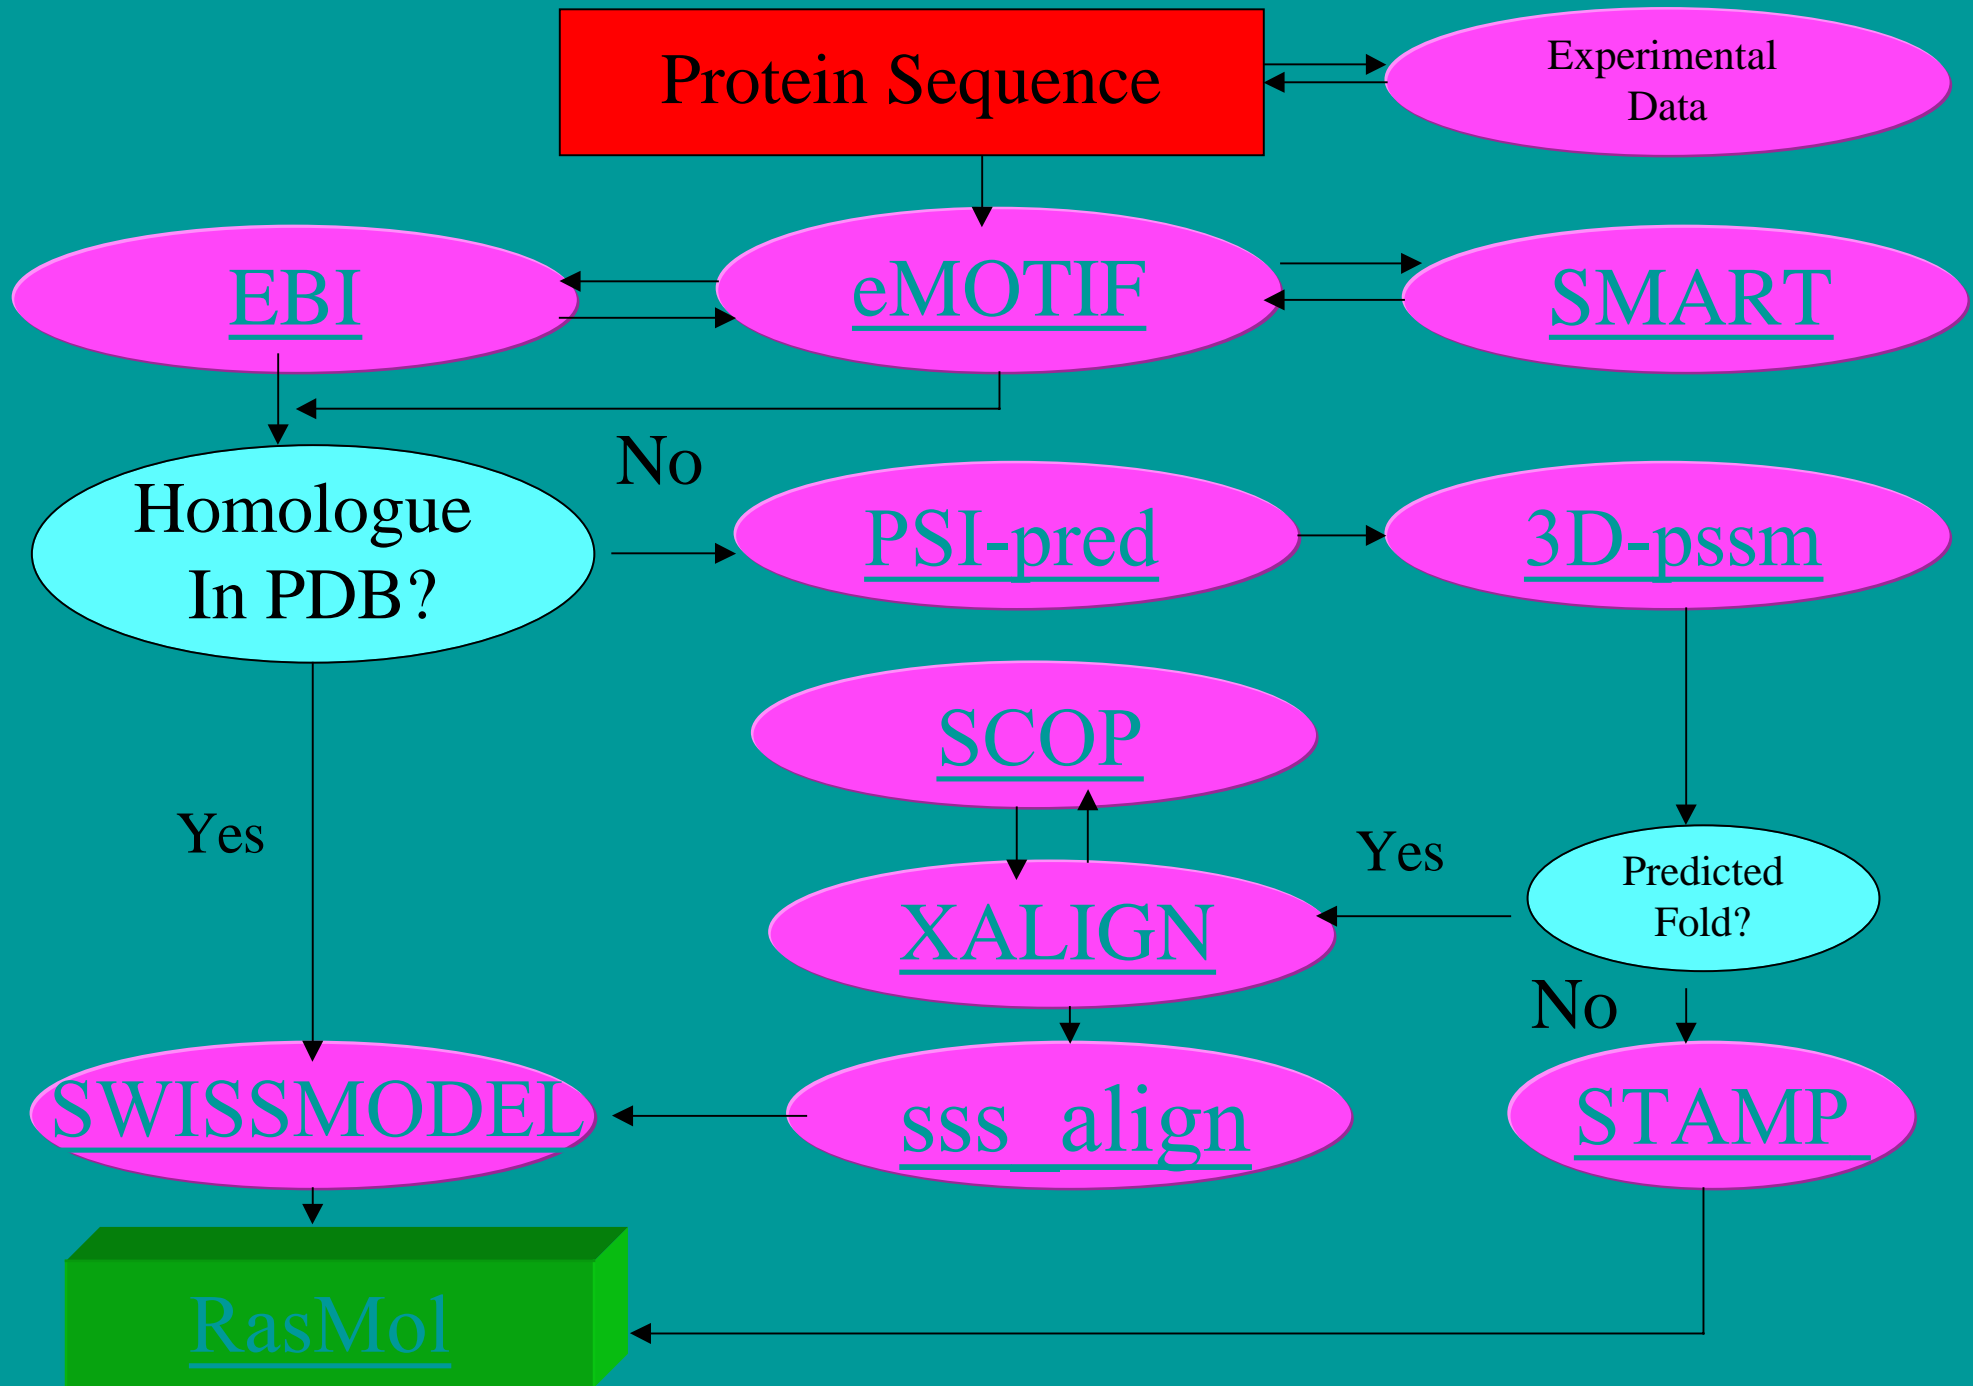 Protein Sequence
Experimental
Data
EBI
eMOTIF
SMART
Homologue
In PDB?
No
PSI-pred
3D-pssm
SCOP
Yes
XALIGN
Yes
Predicted
Fold?
No
SWISSMODEL
sss_align
STAMP
RasMol